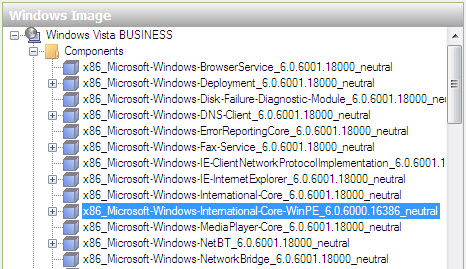 Windows Image
Windows Vista BUSINESS
Components
x86_Microsoft-Windows-BrowserService_6.0.6001.18000_neutral
x86_Microsoft-Windows-Deployment_6.0.6001.18000_neutral
x86_Microsoft-Windows-Disk-Failure-Diagnostic-Module_6.0.6001.18000_neu
x86_Microsoft-Windows-DNS-Client_6.0.6001.18000_neutral
x86_Microsoft-Windows-ErrorReportingCore_6.0.6001.18000_neutral
x86_Microsoft-Windows-Fax-Service_6.0.6001.18000_neutral
x86_Microsoft-Windows-IE-ClientNetworkProtocolImplementation_6.0.6001.1
x86_Microsoft-Windows-IE-InternetExplorer_6.0.6001.18000_neutral
x86_Microsoft-Windows-International-Core_6.0.6001.18000_neutral
x86_Microsoft-Windows-International-Core-WinPE_6.0.6000.16386_neutral
x86_Microsoft-Windows-MediaPlayer-Core_6.0.6001.18000_neutral
x86_Microsoft-Windows-NetBT_6.0.6001.18000_neutral
x86_Microsoft-Windows-NetworkBridge_6.0.6001.18000_neutral